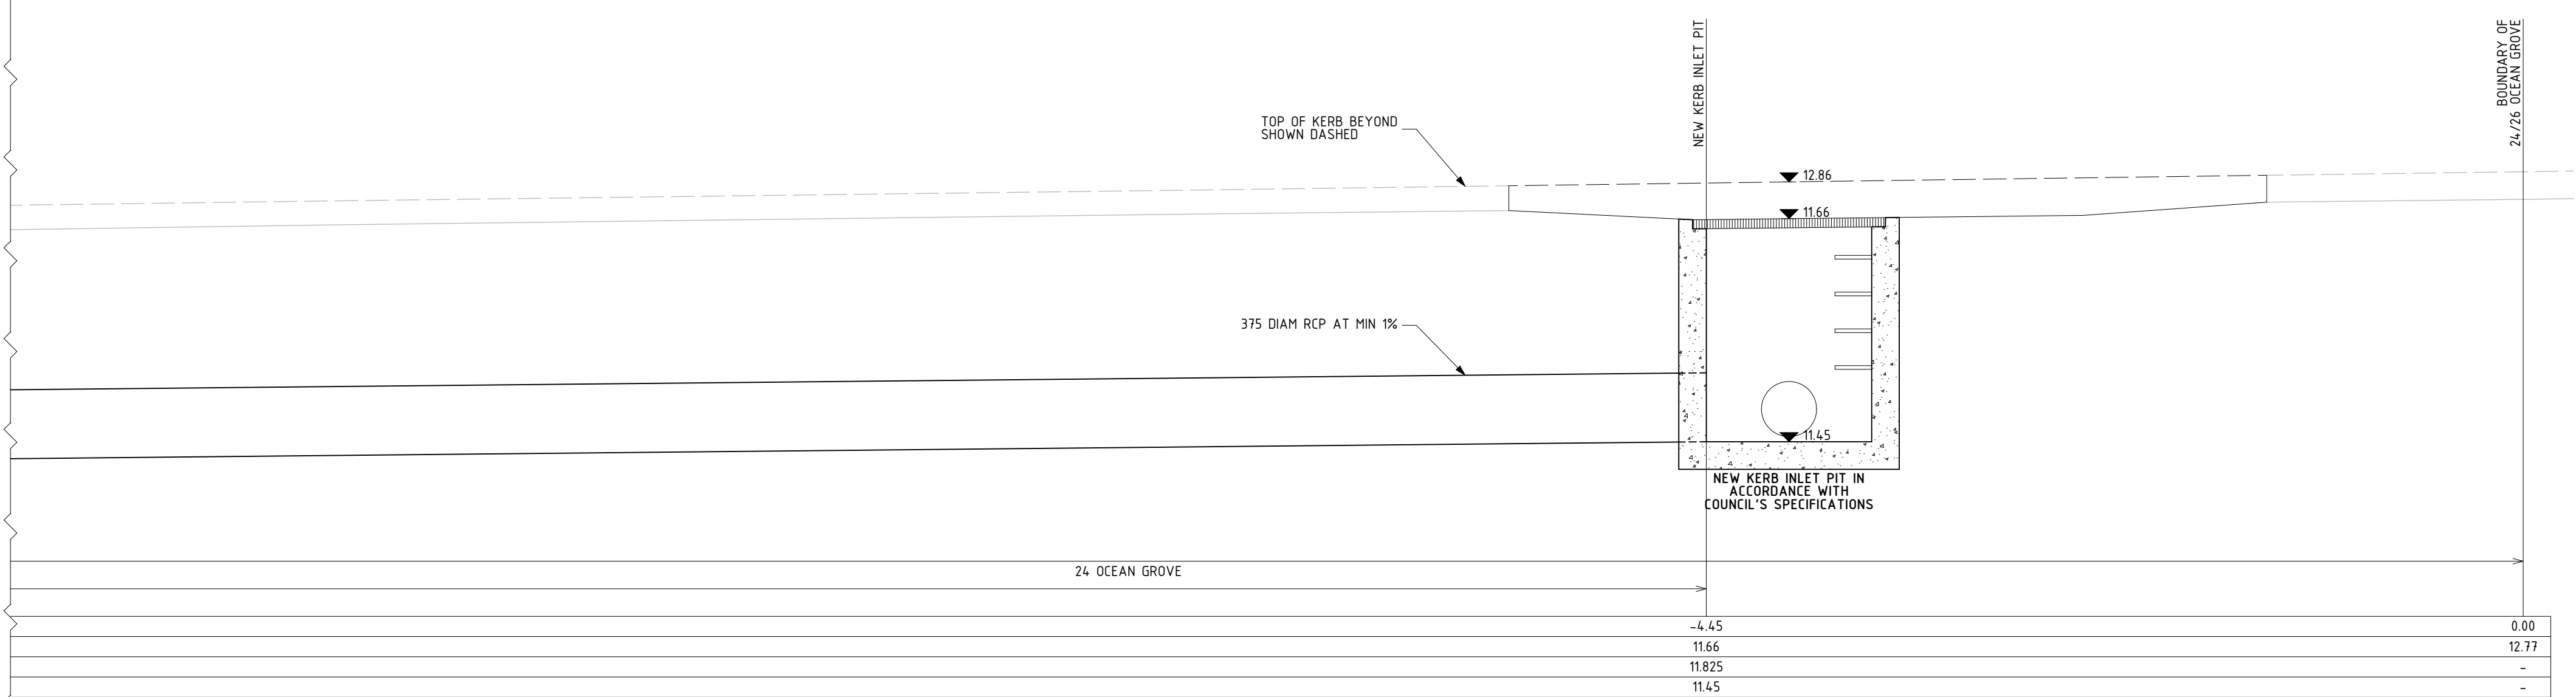 NEW KERB INLET PIT
BOUNDARY OF
24/26 OCEAN GROVE
TOP OF KERB BEYOND
SHOWN DASHED
12.86
11.66
375 DIAM RCP AT MIN 1%
11.45
NEW KERB INLET PIT IN
ACCORDANCE WITH
COUNCIL'S SPECIFICATIONS
24 OCEAN GROVE
-4.45 0.00
11.66 12.77
11.825 -
11.45 -